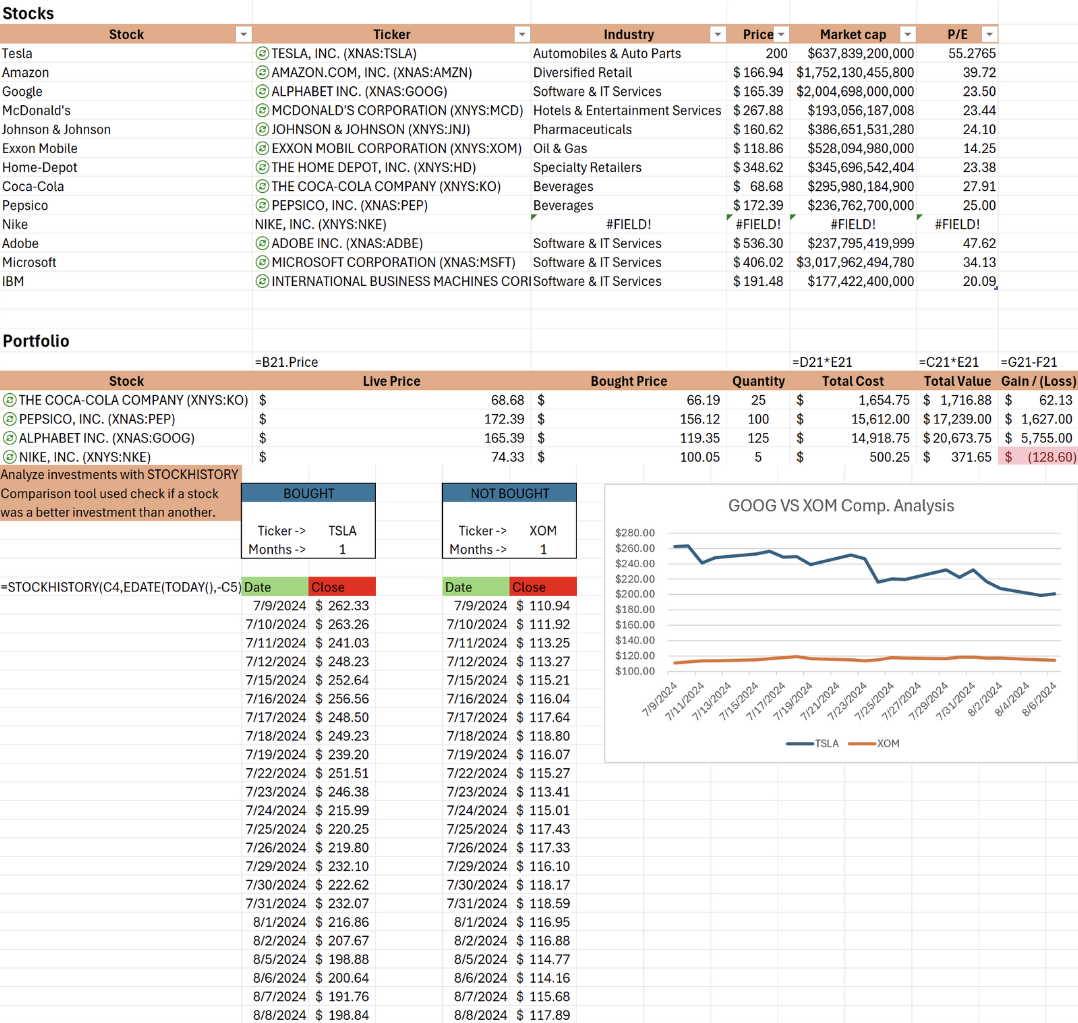 Stocks
Stock Ticker Industry Price Market cap P/E
Tesla TESLA, INC. (XNAS:TSLA) Automobiles & Auto Parts 200 $637,839,200,000 55.2765
Amazon AMAZON.COM, INC. (XNAS:AMZN) Diversified Retail $ 166.94 $1,752,130,455,800 39.72
Google ALPHABET INC. (XNAS:GOOG) Software & IT Services $ 165.39 $2,004,698,000,000 23.50
McDonald's MCDONALD'S CORPORATION (XNYS:MCD) Hotels & Entertainment Services $ 267.88 $193,056,187,008 23.44
Johnson & Johnson JOHNSON & JOHNSON (XNYS:JNJ) Pharmaceuticals $ 160.62 $386,651,531,280 24.10
Exxon Mobile EXXON MOBIL CORPORATION (XNYS:XOM) Oil & Gas $ 118.86 $528,094,980,000 14.25
Home-Depot THE HOME DEPOT, INC. (XNYS:HD) Specialty Retailers $ 348.62 $345,696,542,404 23.38
Coca-Cola THE COCA-COLA COMPANY (XNYS:KO) Beverages $ 68.68 $295,980,184,900 27.91
Pepsico PEPSICO, INC. (XNAS:PEP) Beverages $ 172.39 $236,762,700,000 25.00
Nike NIKE, INC. (XNYS:NKE) #FIELD! #FIELD! #FIELD! #FIELD!
Adobe ADOBE INC. (XNAS:ADBE) Software & IT Services $ 536.30 $237,795,419,999 47.62
Microsoft MICROSOFT CORPORATION (XNAS:MSFT) Software & IT Services $ 406.02 $3,017,962,494,780 34.13
IBM INTERNATIONAL BUSINESS MACHINES CORI Software & IT Services $ 191.48 $177,422,400,000 20.09
Portfolio
=B21.Price =D21*E21 =C21*E21 =G21-F21
Stock Live Price Bought Price Quantity Total Cost Total Value Gain / (Loss)
THE COCA-COLA COMPANY (XNYS:KO) $ 68.68 $ 66.19 25 $ 1,654.75 $ 1,716.88 $ 62.13
PEPSICO, INC. (XNAS:PEP) $ 172.39 $ 156.12 100 $ 15,612.00 $ 17,239.00 $ 1,627.00
ALPHABET INC. (XNAS:GOOG) $ 165.39 $ 119.35 125 $ 14,918.75 $ 20,673.75 $ 5,755.00
NIKE, INC. (XNYS:NKE) $ 74.33 $ 100.05 5 $ 500.25 $ 371.65 $ (128.60)
Analyze investments with STOCKHISTORY
Comparison tool used check if a stock
was a better investment than another.
BOUGHT
Ticker -> TSLA
Months -> 1
NOT BOUGHT
Ticker -> XOM
Months -> 1
=STOCKHISTORY(C4,EDATE(TODAY(),-C5) Date Close Date Close
7/9/2024 $ 262.33 7/9/2024 $ 110.94
7/10/2024 $ 263.26 7/10/2024 $ 111.92
7/11/2024 $ 241.03 7/11/2024 $ 113.25
7/12/2024 $ 248.23 7/12/2024 $ 113.27
7/15/2024 $ 252.64 7/15/2024 $ 115.21
7/16/2024 $ 256.56 7/16/2024 $ 116.04
7/17/2024 $ 248.50 7/17/2024 $ 117.64
7/18/2024 $ 249.23 7/18/2024 $ 118.80
7/19/2024 $ 239.20 7/19/2024 $ 116.07
7/22/2024 $ 251.51 7/22/2024 $ 115.27
7/23/2024 $ 246.38 7/23/2024 $ 113.41
7/24/2024 $ 215.99 7/24/2024 $ 115.01
7/25/2024 $ 220.25 7/25/2024 $ 117.43
7/26/2024 $ 219.80 7/26/2024 $ 117.33
7/29/2024 $ 232.10 7/29/2024 $ 116.10
7/30/2024 $ 222.62 7/30/2024 $ 118.17
7/31/2024 $ 232.07 7/31/2024 $ 118.59
8/1/2024 $ 216.86 8/1/2024 $ 116.95
8/2/2024 $ 207.67 8/2/2024 $ 116.88
8/5/2024 $ 198.88 8/5/2024 $ 114.77
8/6/2024 $ 200.64 8/6/2024 $ 114.16
8/7/2024 $ 191.76 8/7/2024 $ 115.68
8/8/2024 $ 198.84 8/8/2024 $ 117.89
GOOG VS XOM Comp. Analysis
$280.00
$260.00
$240.00
$220.00
$200.00
$180.00
$160.00
$140.00
$120.00
$100.00
7/9/2024 7/11/2024 7/13/2024 7/15/2024 7/17/2024 7/19/2024 7/21/2024 7/23/2024 7/25/2024 7/27/2024 7/29/2024 7/31/2024 8/2/2024 8/4/2024 8/6/2024
TSLA XOM